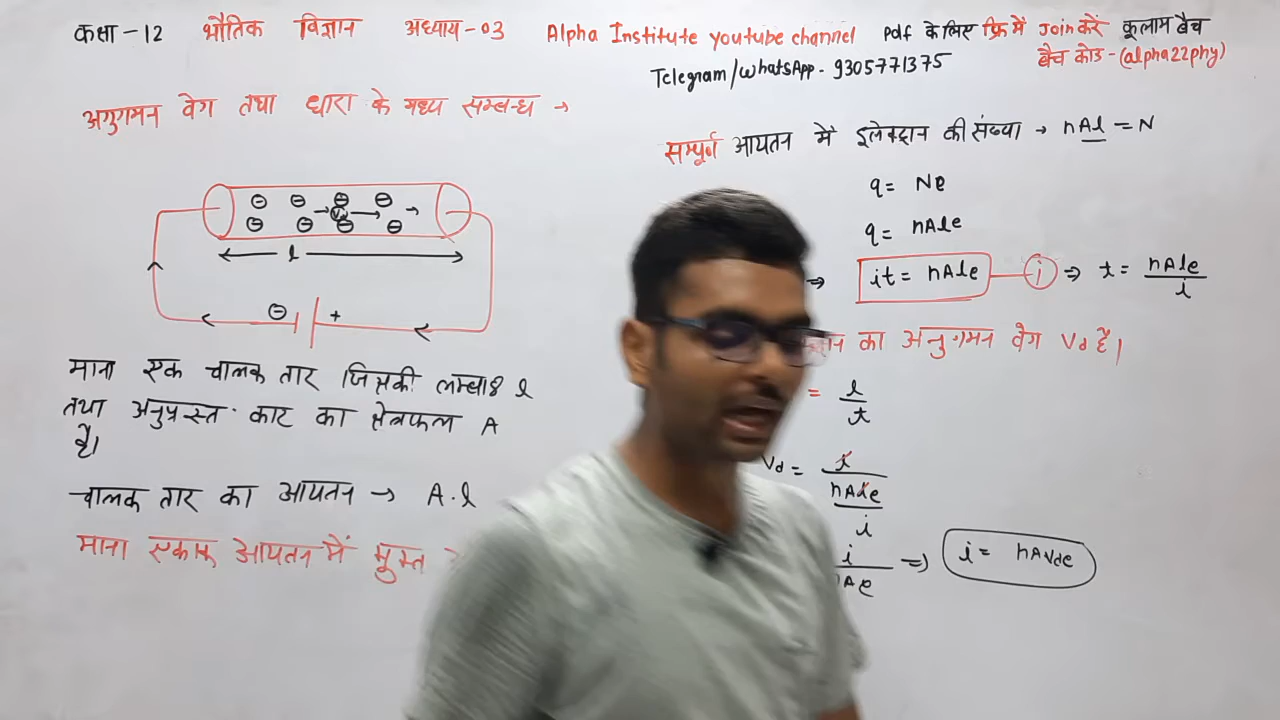 कक्षा-12 भौतिक विज्ञान अध्याय-03 Alpha Institute youtube channel Pdf के लिए फ्रि में Join करें कूलाम बैच
Telegram/WhatsApp - 9305771375 बैच कोड - (alpha22phy)
अनुगमन वेग तथा धारा के मध्य सम्बन्ध →
l
⊖ +
माना एक चालक तार जिसकी लम्बाई l
तथा अनुप्रस्त काट का क्षेत्रफल A
है।
चालक तार का आयतन → A.l
माना एकांक आयतन में मुक्त
सम्पूर्ण आयतन में इलेक्ट्रान की संख्या → nAl = N
q = Ne
q = nAle
⇒ it = nAle — i ⇒ t = nAle/i
का अनुगमन वेग Vd है।
= l/t
Vd = l/(nAle/i)
i/nAe ⇒ i = nAVde